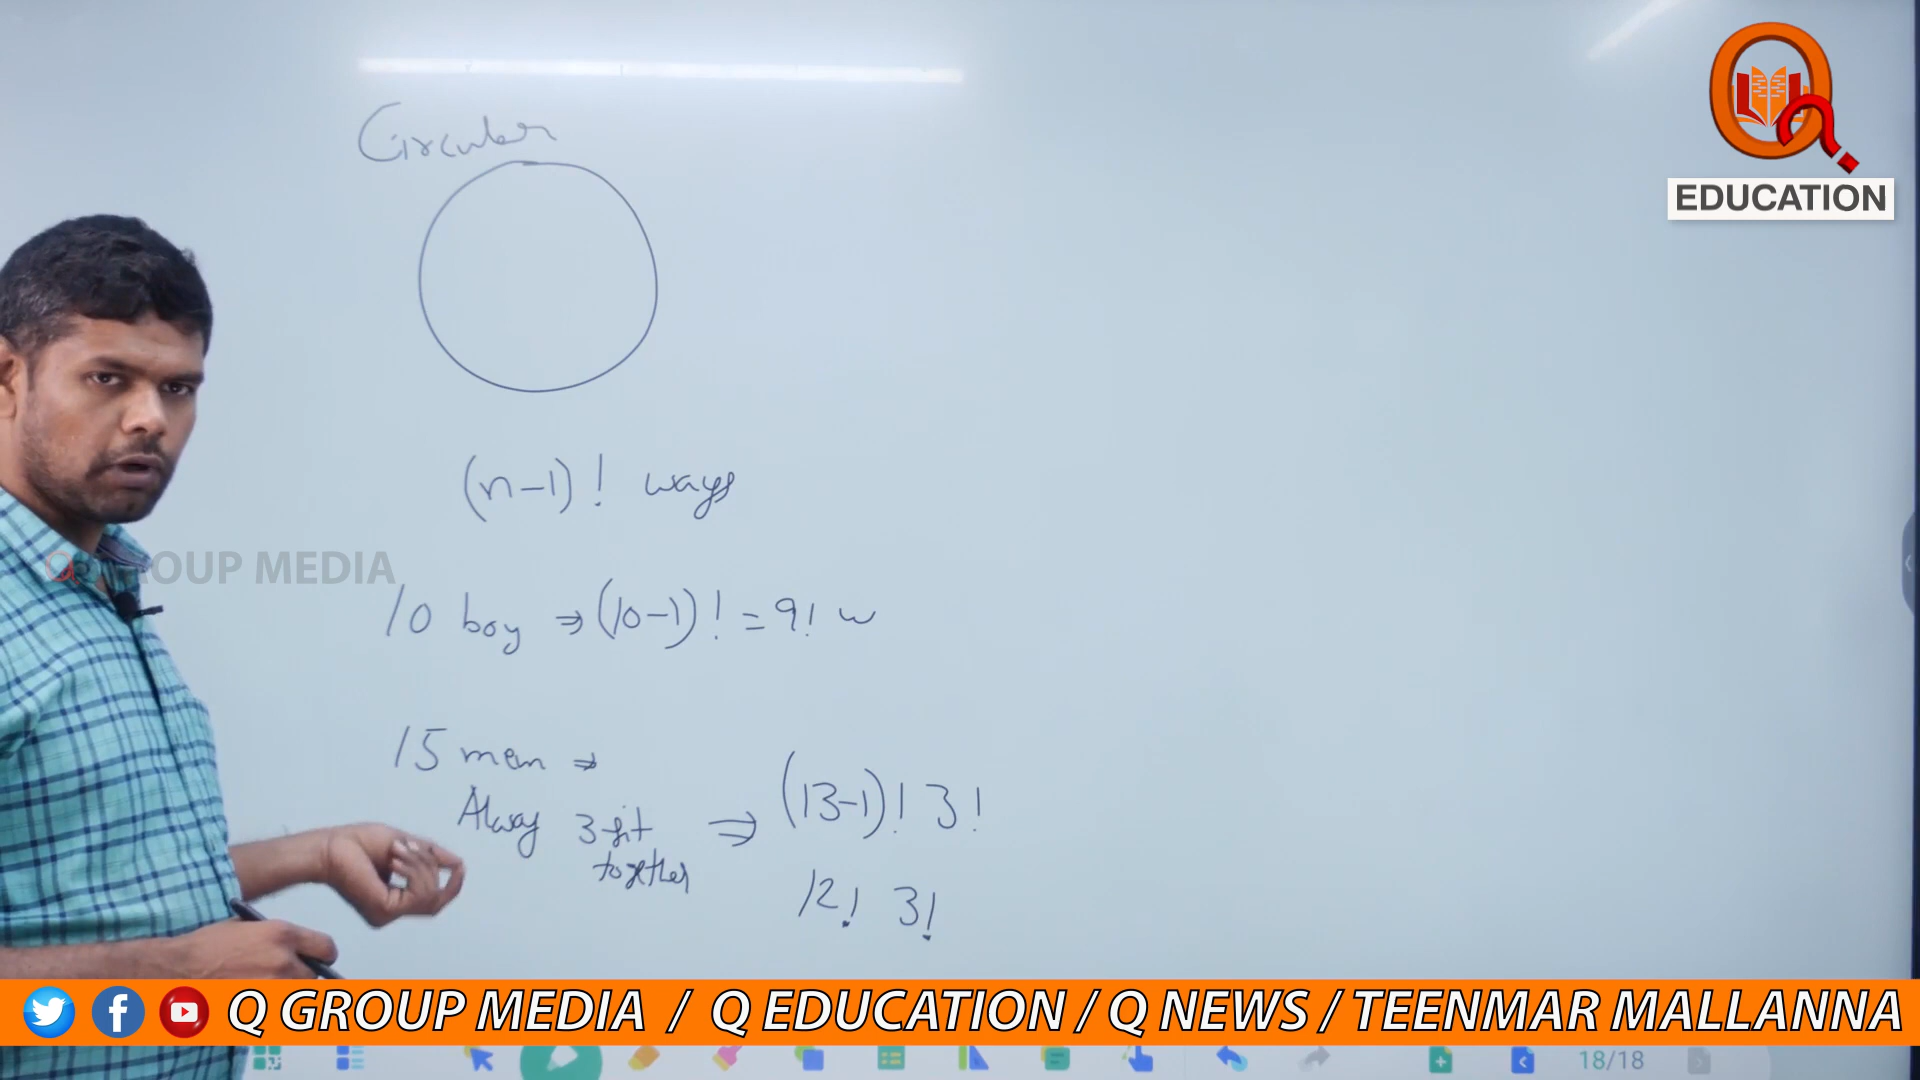 Circular
(n-1)! ways
10 boy ⇒ (10-1)! = 9! w
15 men ⇒
Alway 3 sit together ⇒ (13-1)! 3!
12! 3!
EDUCATION
GROUP MEDIA
Q GROUP MEDIA / Q EDUCATION / Q NEWS / TEENMAR MALLANNA
18/18